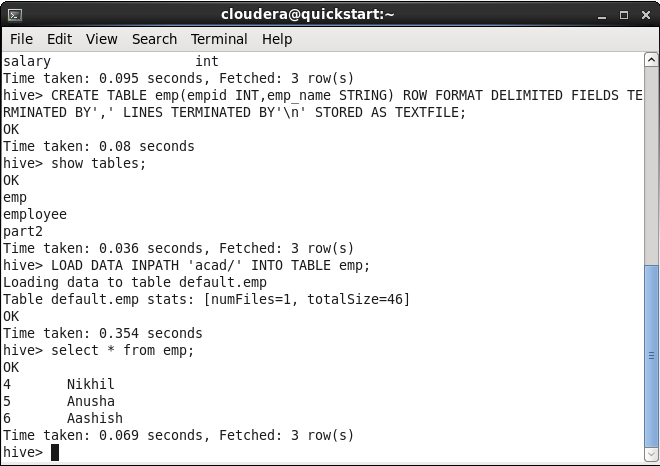 cloudera@quickstart:~
File Edit View Search Terminal Help
salary                  int
Time taken: 0.095 seconds, Fetched: 3 row(s)
hive> CREATE TABLE emp(empid INT,emp_name STRING) ROW FORMAT DELIMITED FIELDS TE
RMINATED BY',' LINES TERMINATED BY'\n' STORED AS TEXTFILE;
OK
Time taken: 0.08 seconds
hive> show tables;
OK
emp
employee
part2
Time taken: 0.036 seconds, Fetched: 3 row(s)
hive> LOAD DATA INPATH 'acad/' INTO TABLE emp;
Loading data to table default.emp
Table default.emp stats: [numFiles=1, totalSize=46]
OK
Time taken: 0.354 seconds
hive> select * from emp;
OK
4       Nikhil
5       Anusha
6       Aashish
Time taken: 0.069 seconds, Fetched: 3 row(s)
hive>